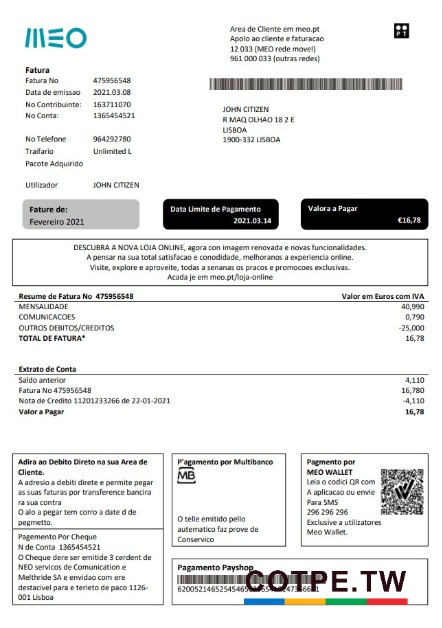 MEO
Area de Cliente em meo.pt
Apolo ao cliente e faturacao
12 033 (MEO rede movel)
961 000 033 (outras redes)
PT
Fatura
Fatura No 475956548
Data de emissao 2021.03.08
No Contribuinte: 163711070
No Conta: 1365454521
No Telefone 964292780
Traifario Unlimited L
Pacote Adquirido
Utilizador JOHN CITIZEN
JOHN CITIZEN
R MAQ OLHAO 18 2 E
LISBOA
1900-332 LISBOA
Fature de:
Fevereiro 2021
Data Limite de Pagamento
2021.03.14
Valora a Pagar
€16,78
DESCUBRA A NOVA LOJA ONLINE, agora con imagem renovada e novas funcionalidades.
A pensar na sua total satisfacao e conodidade, melhoranos a experiencia online.
Visite, explore e aproveite, todas a senanas os pracos e promocoes exclusivas.
Acada je em meo.pt/loja-online
Resume de Fatura No 475956548 Valor em Euros com IVA
MENSALIDADE 40,990
COMUNICACOES 0,790
OUTROS DEBITOS/CREDITOS -25,000
TOTAL DE FATURA* 16,78
Extrato de Conta
Saldo anterior 4,110
Fatura No 475956548 16,780
Nota de Credito 11201233266 de 22-01-2021 -4,110
Valor a Pagar 16,78
Adira ao Debito Direto na sua Area de
Cliente.
A adresio a debiti direte e permite pegar
as suas faturas por transference bancira
ra sua contra
O alo a pegar tem corro a date d de
pegmetto.
Pagemento Por Cheque
N de Conta 1365454521
O Cheque dere ser emitide 3 cerdent de
NEO servicos de Comunication e
Melthride SA e envidao com ere
destacivel para e terieto de paco 1126-
001 Lisboa
P'agamento por Multibanco
MB
O telle emitido pello
automatico faz prove de
Conservico
Pagmento por
MEO WALLET
Leia o codici QR com
A aplicacao ou envie
Para SMS
296 296 296
Exclusive a utilizatores
Meo Wallet.
Pagamento Payshop
COTPE.TW